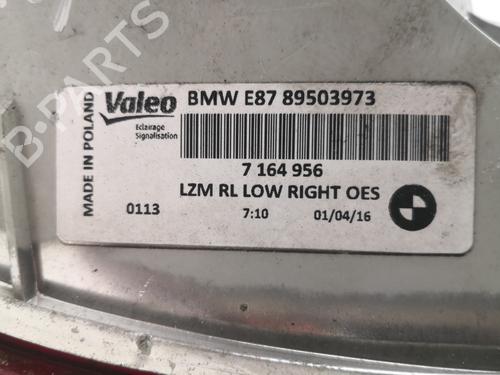 MADE IN POLAND
Valeo
Eclairage
Signalisation
BMW E87 89503973
7 164 956
LZM RL LOW RIGHT OES
0113 7:10 01/04/16
B-PARTS